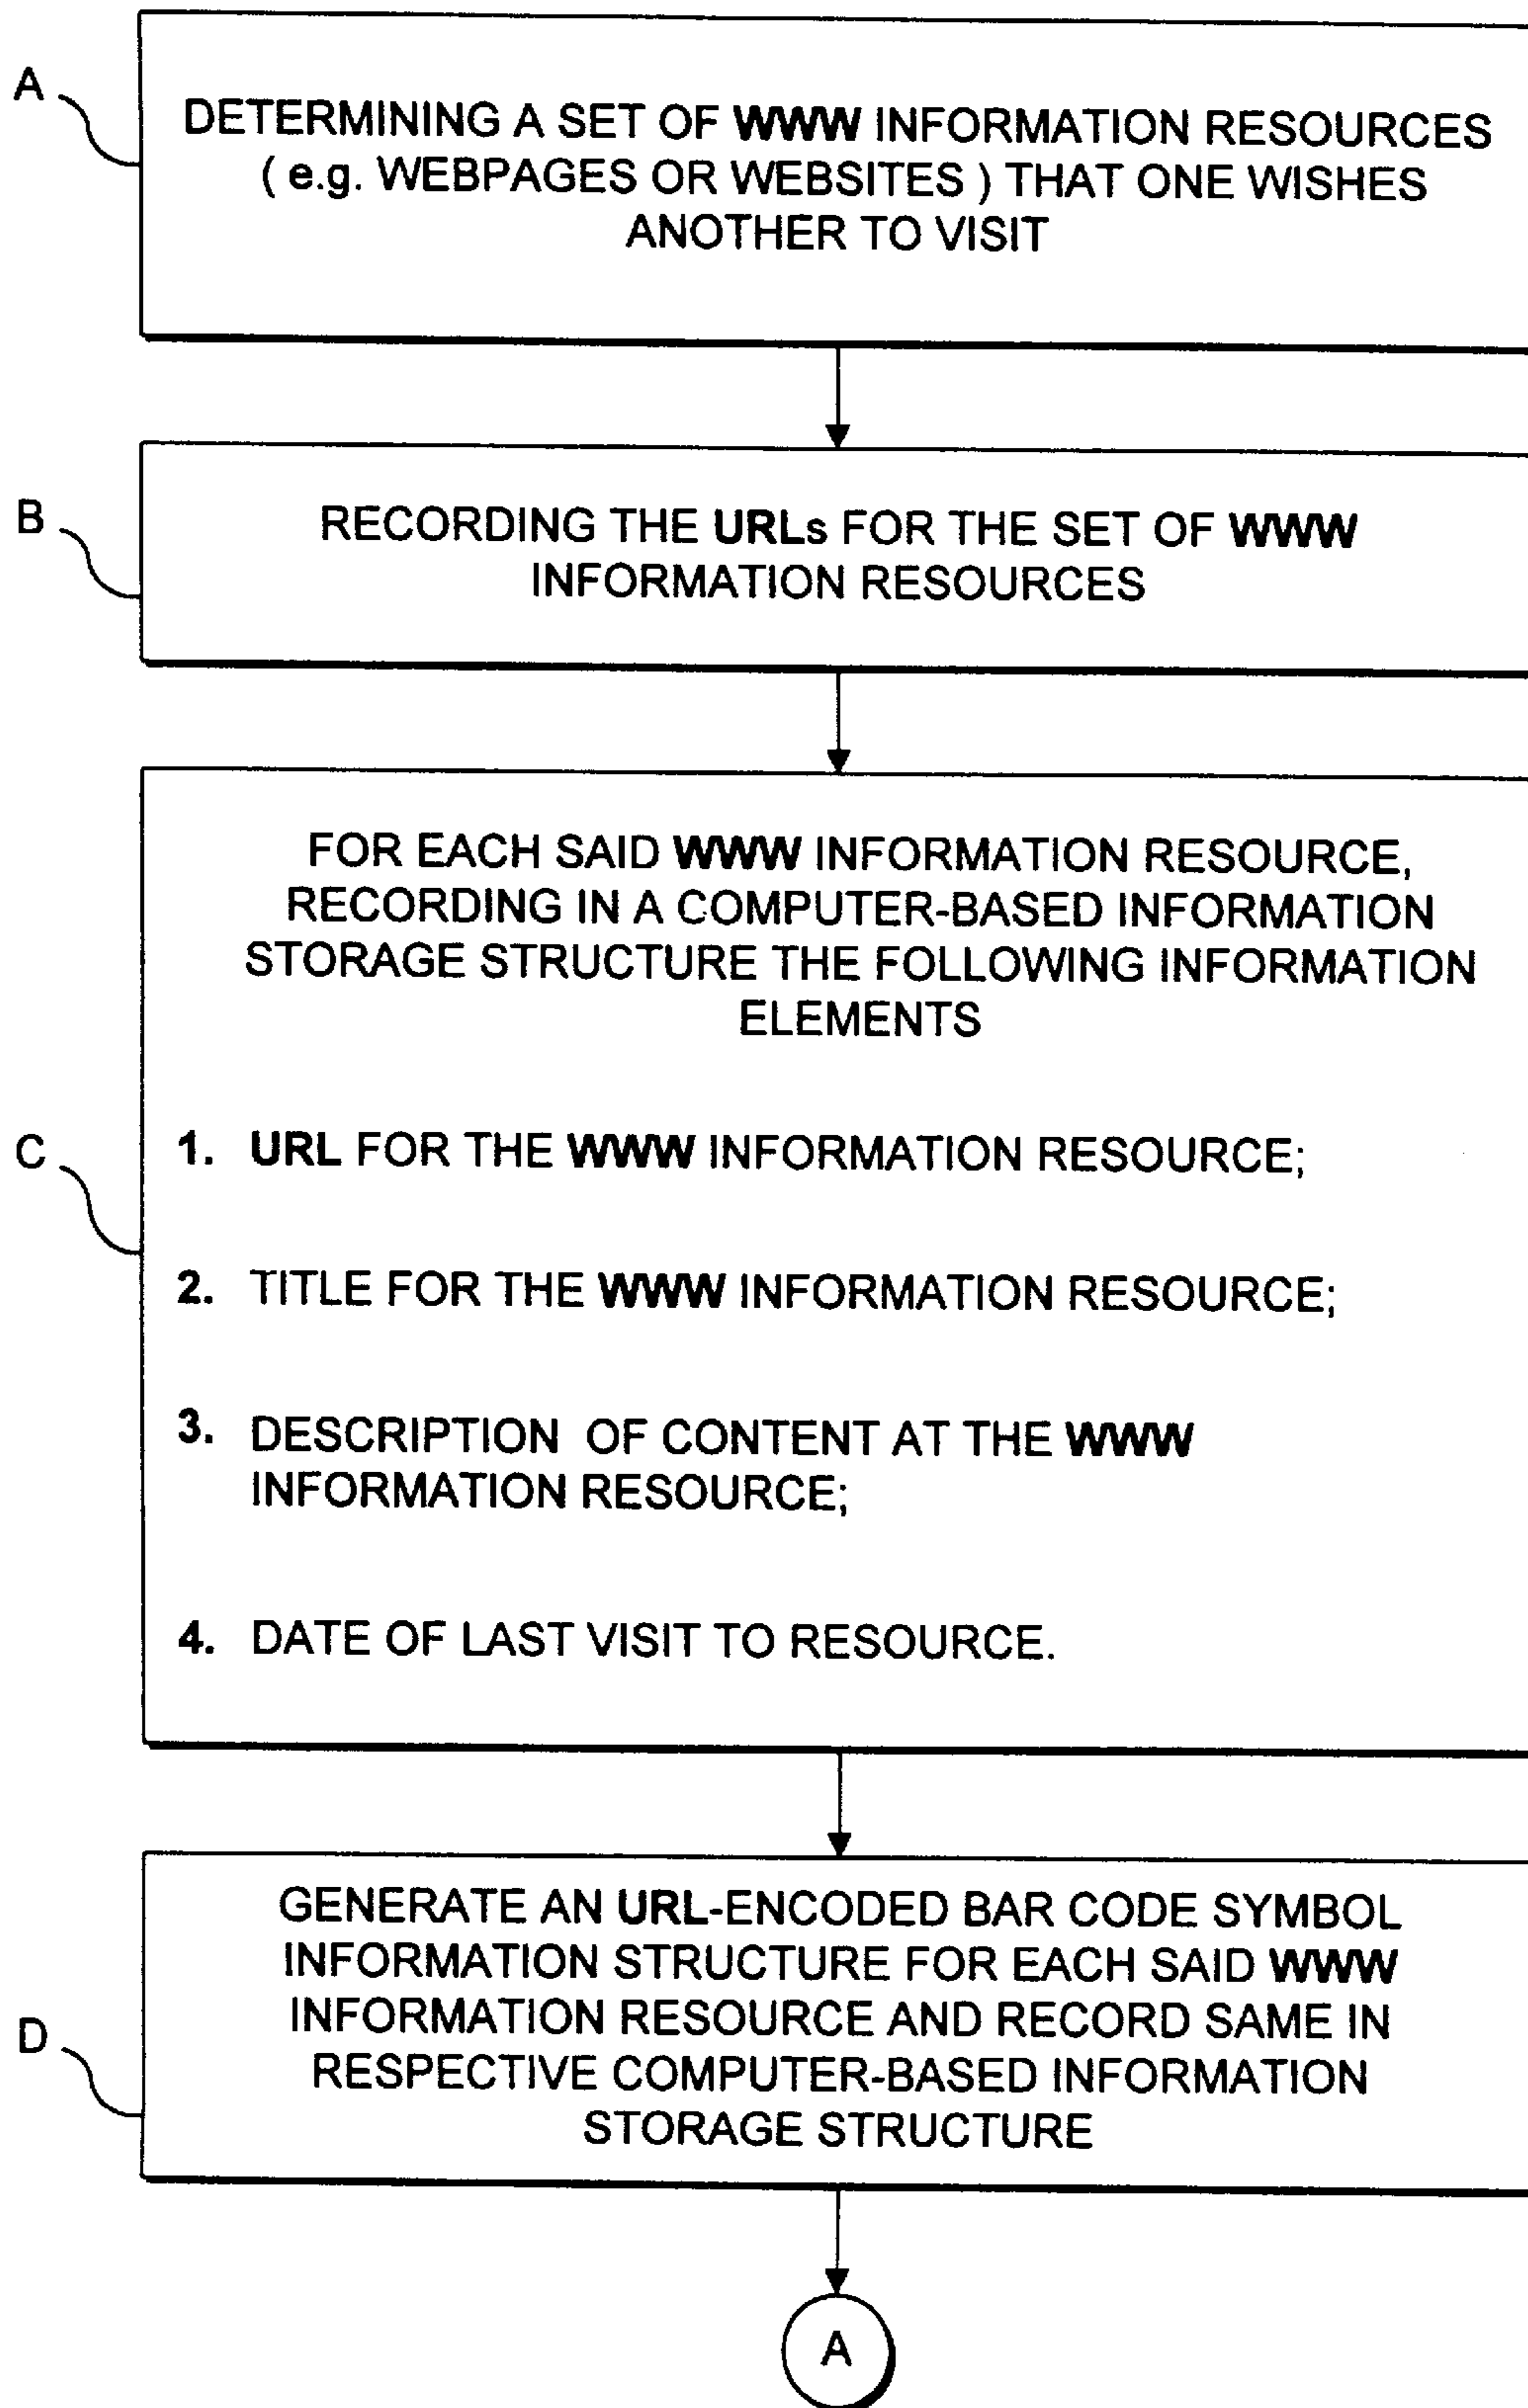 A
DETERMINING A SET OF WWW INFORMATION RESOURCES
( e.g. WEBPAGES OR WEBSITES ) THAT ONE WISHES
ANOTHER TO VISIT
B
RECORDING THE URLs FOR THE SET OF WWW
INFORMATION RESOURCES
C
FOR EACH SAID WWW INFORMATION RESOURCE,
RECORDING IN A COMPUTER-BASED INFORMATION
STORAGE STRUCTURE THE FOLLOWING INFORMATION
ELEMENTS
1. URL FOR THE WWW INFORMATION RESOURCE;
2. TITLE FOR THE WWW INFORMATION RESOURCE;
3. DESCRIPTION OF CONTENT AT THE WWW
INFORMATION RESOURCE;
4. DATE OF LAST VISIT TO RESOURCE.
D
GENERATE AN URL-ENCODED BAR CODE SYMBOL
INFORMATION STRUCTURE FOR EACH SAID WWW
INFORMATION RESOURCE AND RECORD SAME IN
RESPECTIVE COMPUTER-BASED INFORMATION
STORAGE STRUCTURE
A